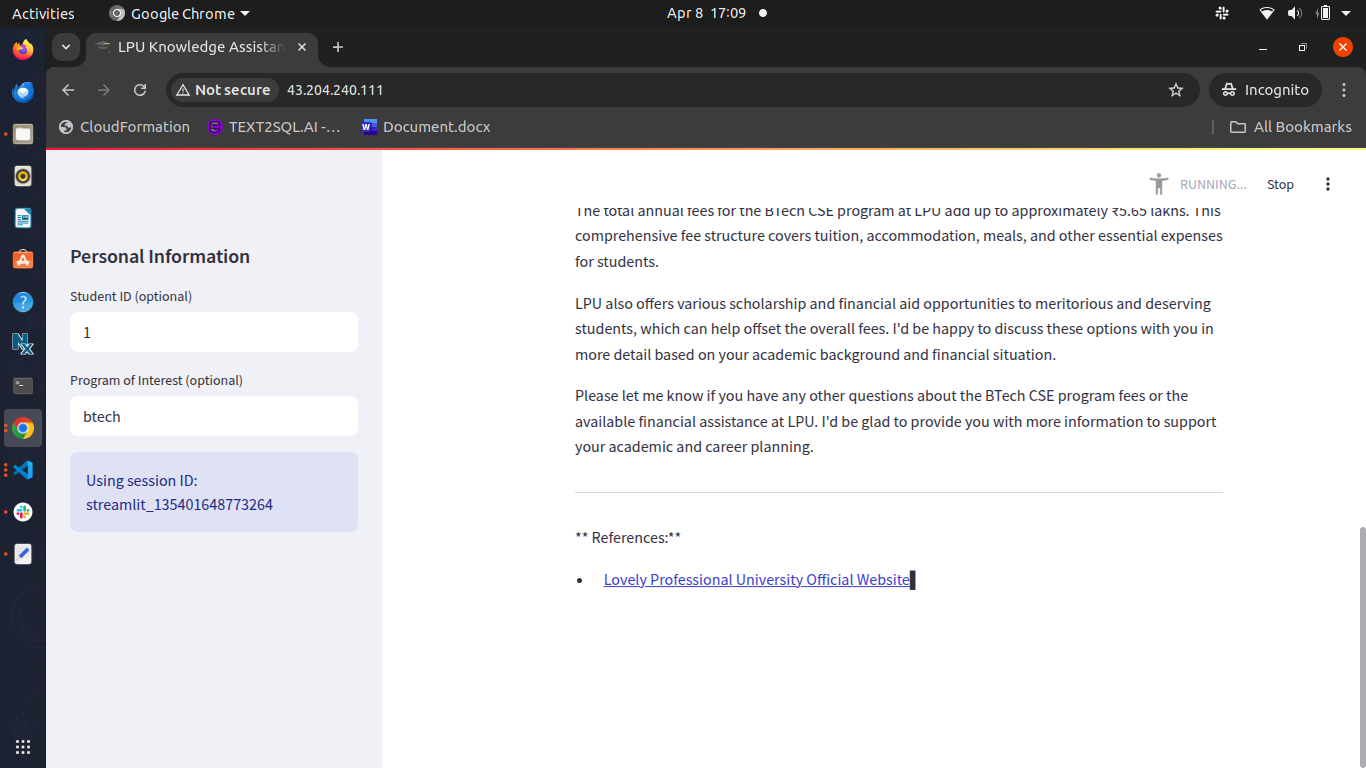 Activities
Google Chrome
Apr 8 17:09
LPU Knowledge Assistan
Not secure
43.204.240.111
Incognito
CloudFormation
TEXT2SQL.AI -...
Document.docx
All Bookmarks
RUNNING...
Stop
Personal Information
Student ID (optional)
1
Program of Interest (optional)
btech
Using session ID:
streamlit_135401648773264
The total annual fees for the BTech CSE program at LPU add up to approximately ₹5.65 lakhs. This
comprehensive fee structure covers tuition, accommodation, meals, and other essential expenses
for students.
LPU also offers various scholarship and financial aid opportunities to meritorious and deserving
students, which can help offset the overall fees. I'd be happy to discuss these options with you in
more detail based on your academic background and financial situation.
Please let me know if you have any other questions about the BTech CSE program fees or the
available financial assistance at LPU. I'd be glad to provide you with more information to support
your academic and career planning.
** References:**
• Lovely Professional University Official Website